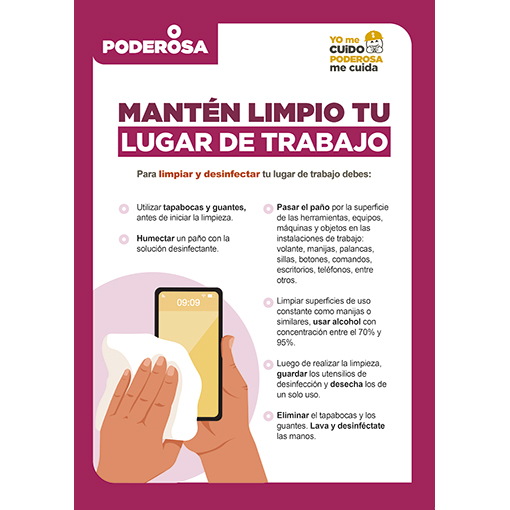 PODEROSA
YO me
CUIDO
PODEROSA
me cuida
MANTÉN LIMPIO TU
LUGAR DE TRABAJO
Para limpiar y desinfectar tu lugar de trabajo debes:
Utilizar tapabocas y guantes,
antes de iniciar la limpieza.
Humectar un paño con la
solución desinfectante.
09:09
Pasar el paño por la superficie
de las herramientas, equipos,
máquinas y objetos en las
instalaciones de trabajo:
volante, manijas, palancas,
sillas, botones, comandos,
escritorios, teléfonos, entre
otros.
Limpiar superficies de uso
constante como manijas o
similares, usar alcohol con
concentración entre el 70% y
95%.
Luego de realizar la limpieza,
guardar los utensilios de
desinfección y desecha los de
un solo uso.
Eliminar el tapabocas y los
guantes. Lava y desinféctate
las manos.